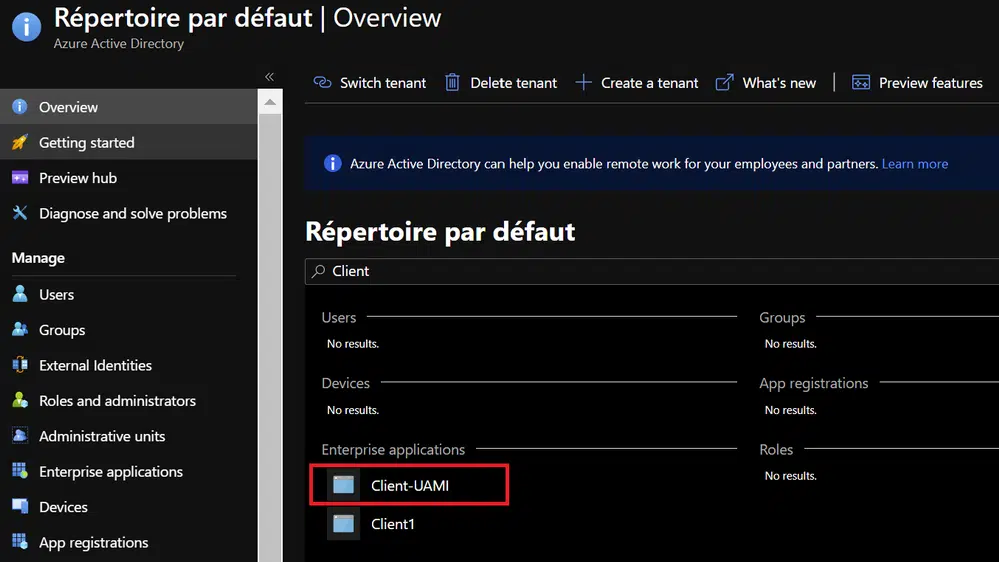 Répertoire par défaut | Overview
Azure Active Directory
«
Overview
Getting started
Preview hub
Diagnose and solve problems
Manage
Users
Groups
External Identities
Roles and administrators
Administrative units
Enterprise applications
Devices
App registrations
Switch tenant Delete tenant Create a tenant What's new Preview features
Azure Active Directory can help you enable remote work for your employees and partners. Learn more
Répertoire par défaut
Client
Users
No results.
Groups
No results.
Devices
No results.
App registrations
No results.
Enterprise applications
Client-UAMI
Client1
Roles
No results.